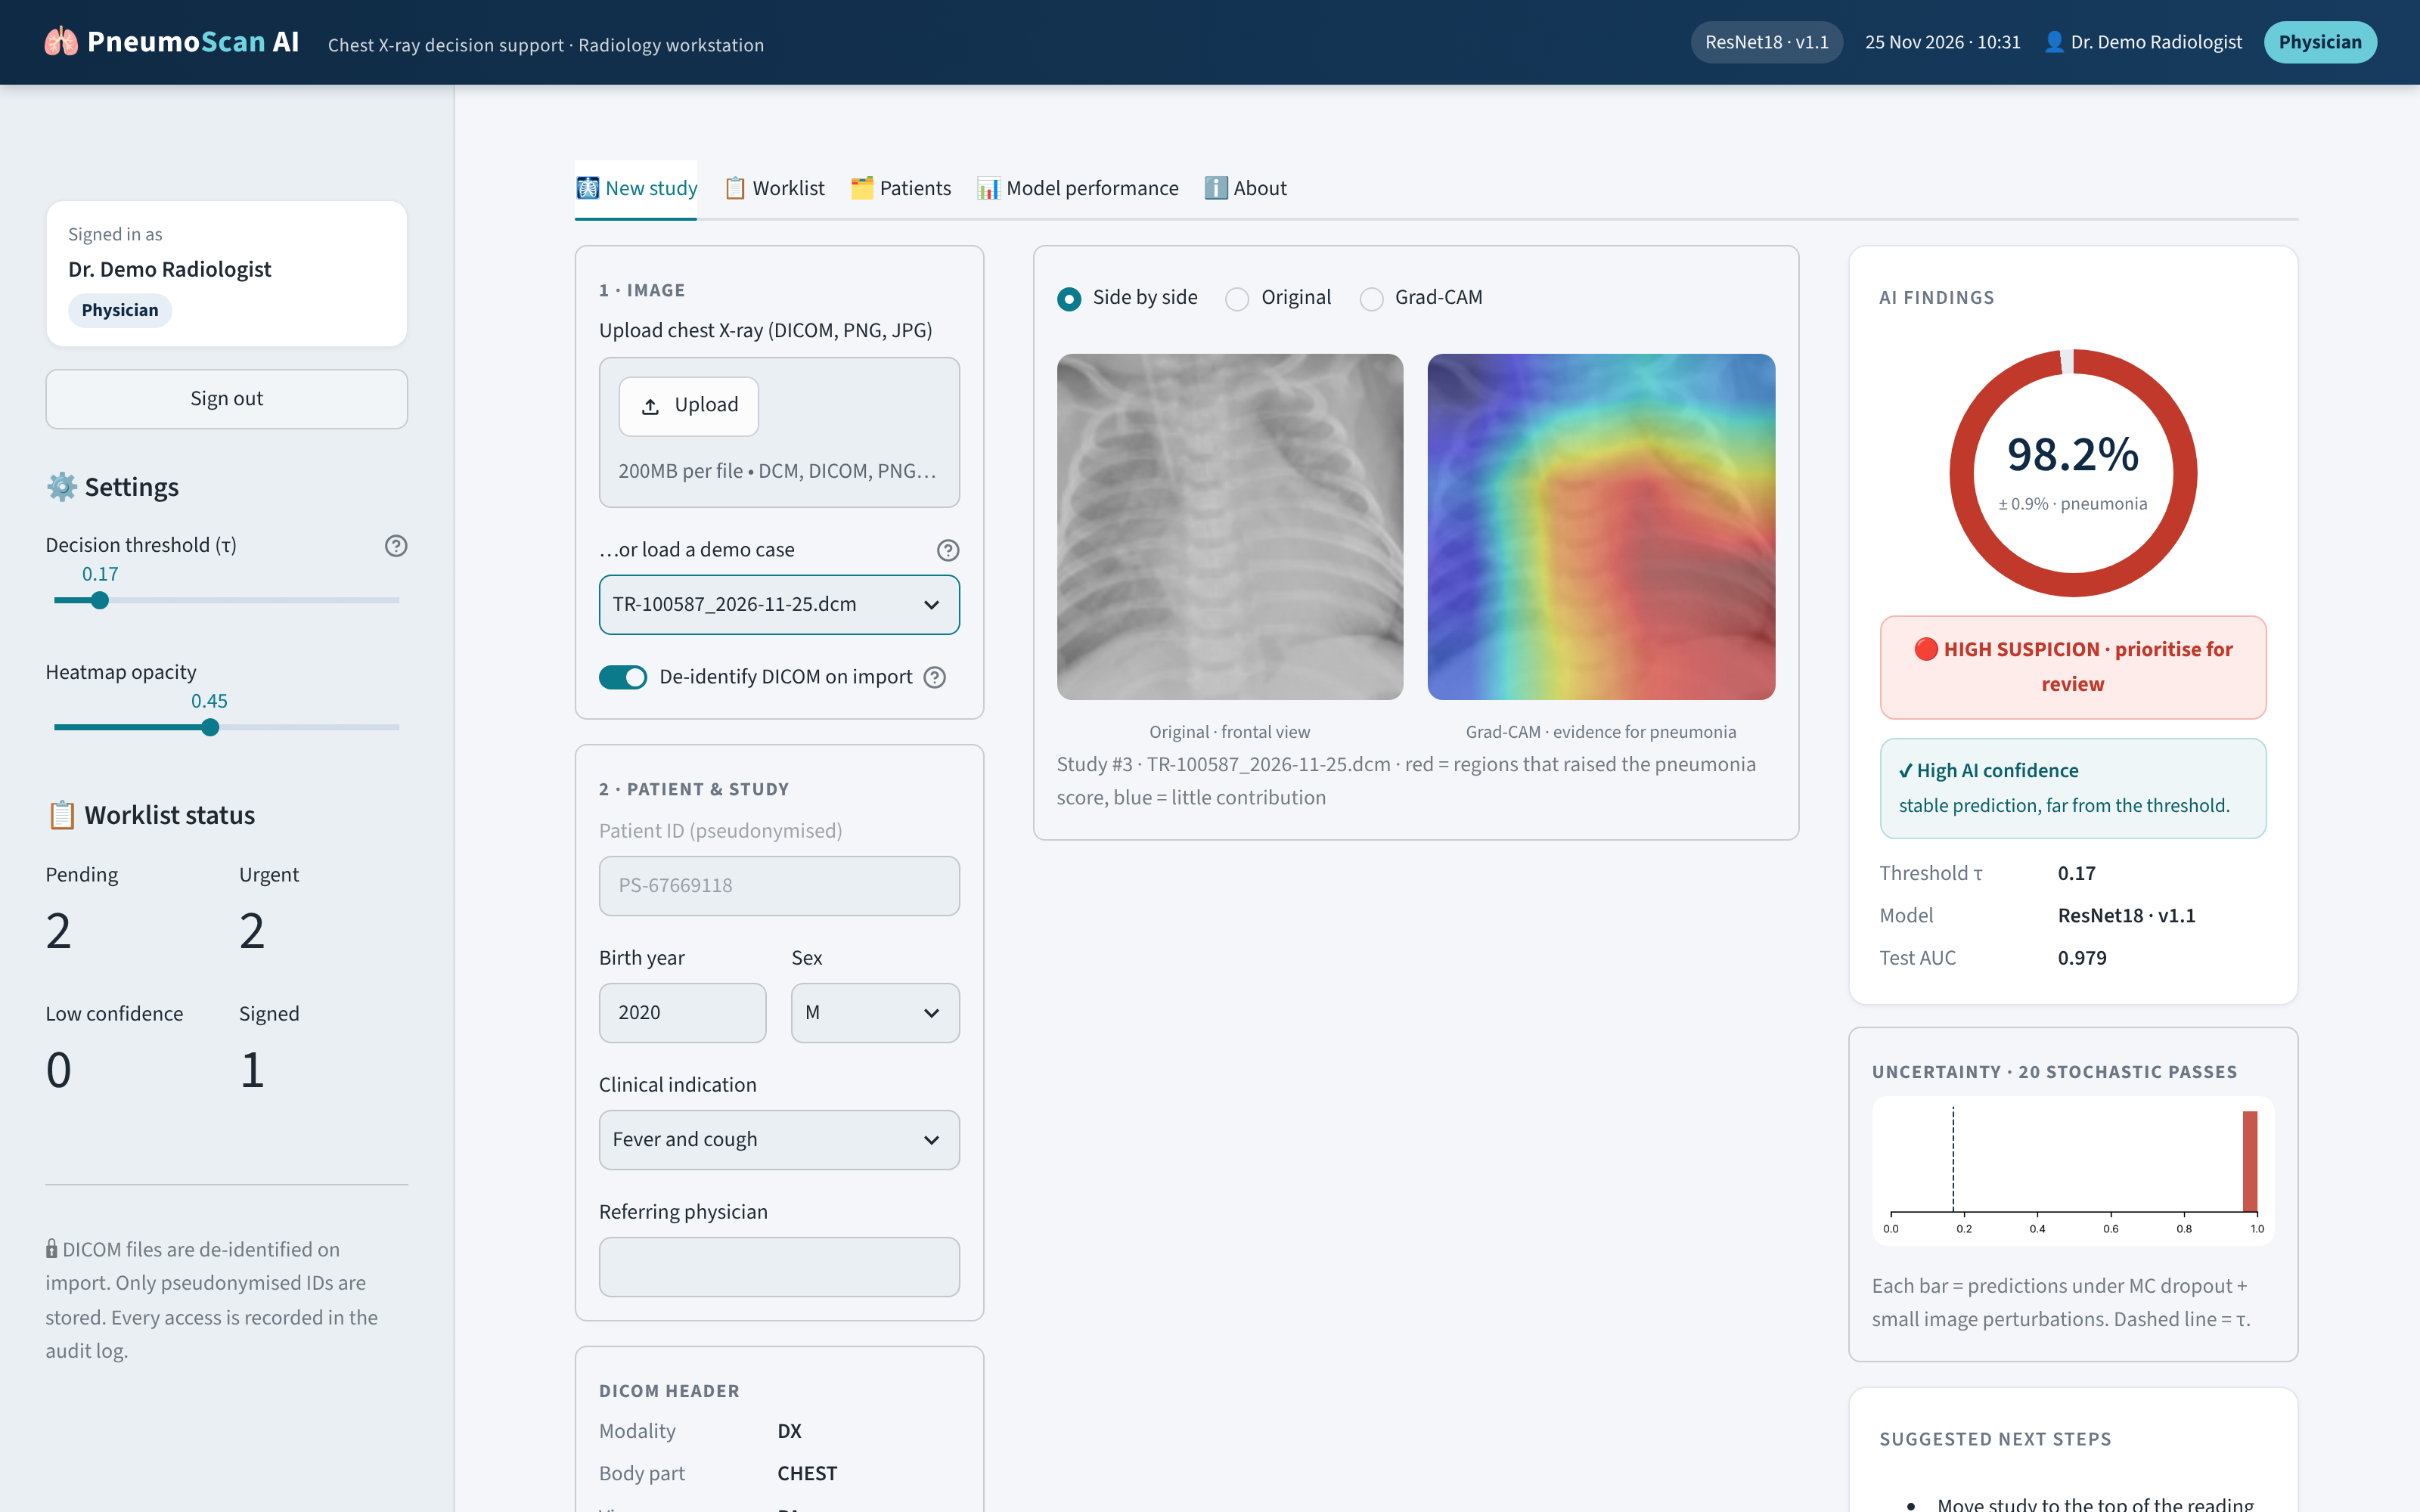 PneumoScan AI
Chest X-ray decision support · Radiology workstation
ResNet18 · v1.1
25 Nov 2026 · 10:31
Dr. Demo Radiologist
Physician
Signed in as
Dr. Demo Radiologist
Physician
Sign out
Settings
Decision threshold (τ)
0.17
Heatmap opacity
0.45
Worklist status
Pending
Urgent
2
2
Low confidence
Signed
0
1
DICOM files are de-identified on
import. Only pseudonymised IDs are
stored. Every access is recorded in the
audit log.
New study
Worklist
Patients
Model performance
About
1 · IMAGE
Upload chest X-ray (DICOM, PNG, JPG)
Upload
200MB per file • DCM, DICOM, PNG…
…or load a demo case
TR-100587_2026-11-25.dcm
De-identify DICOM on import
2 · PATIENT & STUDY
Patient ID (pseudonymised)
PS-67669118
Birth year
Sex
2020
M
Clinical indication
Fever and cough
Referring physician
DICOM HEADER
Modality
DX
Body part
CHEST
Side by side
Original
Grad-CAM
Original · frontal view
Grad-CAM · evidence for pneumonia
Study #3 · TR-100587_2026-11-25.dcm · red = regions that raised the pneumonia
score, blue = little contribution
AI FINDINGS
98.2%
± 0.9% · pneumonia
HIGH SUSPICION · prioritise for
review
✓ High AI confidence
stable prediction, far from the threshold.
Threshold τ
0.17
Model
ResNet18 · v1.1
Test AUC
0.979
UNCERTAINTY · 20 STOCHASTIC PASSES
0.0 0.2 0.4 0.6 0.8 1.0
Each bar = predictions under MC dropout +
small image perturbations. Dashed line = τ.
SUGGESTED NEXT STEPS
• Move study to the top of the reading